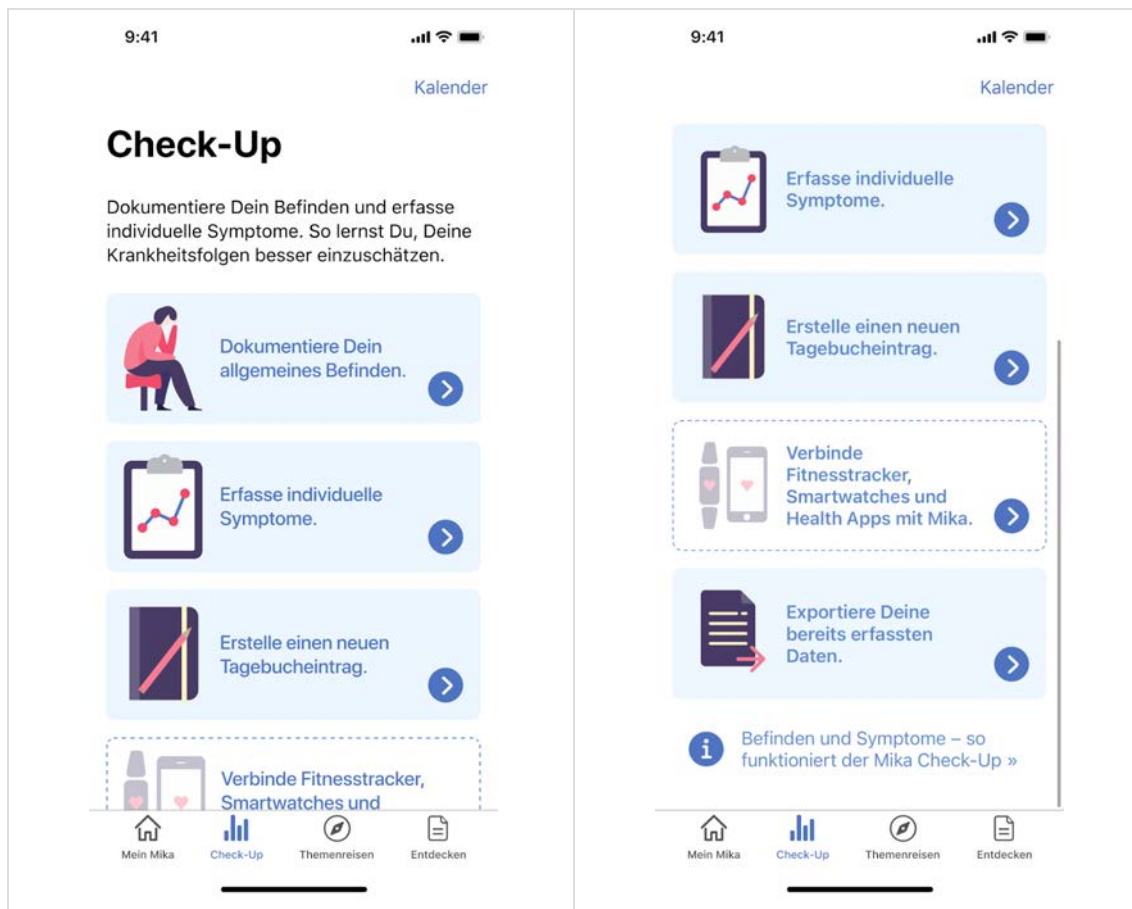 9:41
Kalender
Check-Up
Dokumentiere Dein Befinden und erfasse
individuelle Symptome. So lernst Du, Deine
Krankheitsfolgen besser einzuschätzen.
Dokumentiere Dein
allgemeines Befinden.
Erfasse individuelle
Symptome.
Erstelle einen neuen
Tagebucheintrag.
Verbinde Fitnesstracker,
Smartwatches und
Mein Mika
Check-Up
Themenreisen
Entdecken
9:41
Kalender
Erfasse individuelle
Symptome.
Erstelle einen neuen
Tagebucheintrag.
Verbinde
Fitnesstracker,
Smartwatches und
Health Apps mit Mika.
Exportiere Deine
bereits erfassten
Daten.
Befinden und Symptome – so
funktioniert der Mika Check-Up »
Mein Mika
Check-Up
Themenreisen
Entdecken